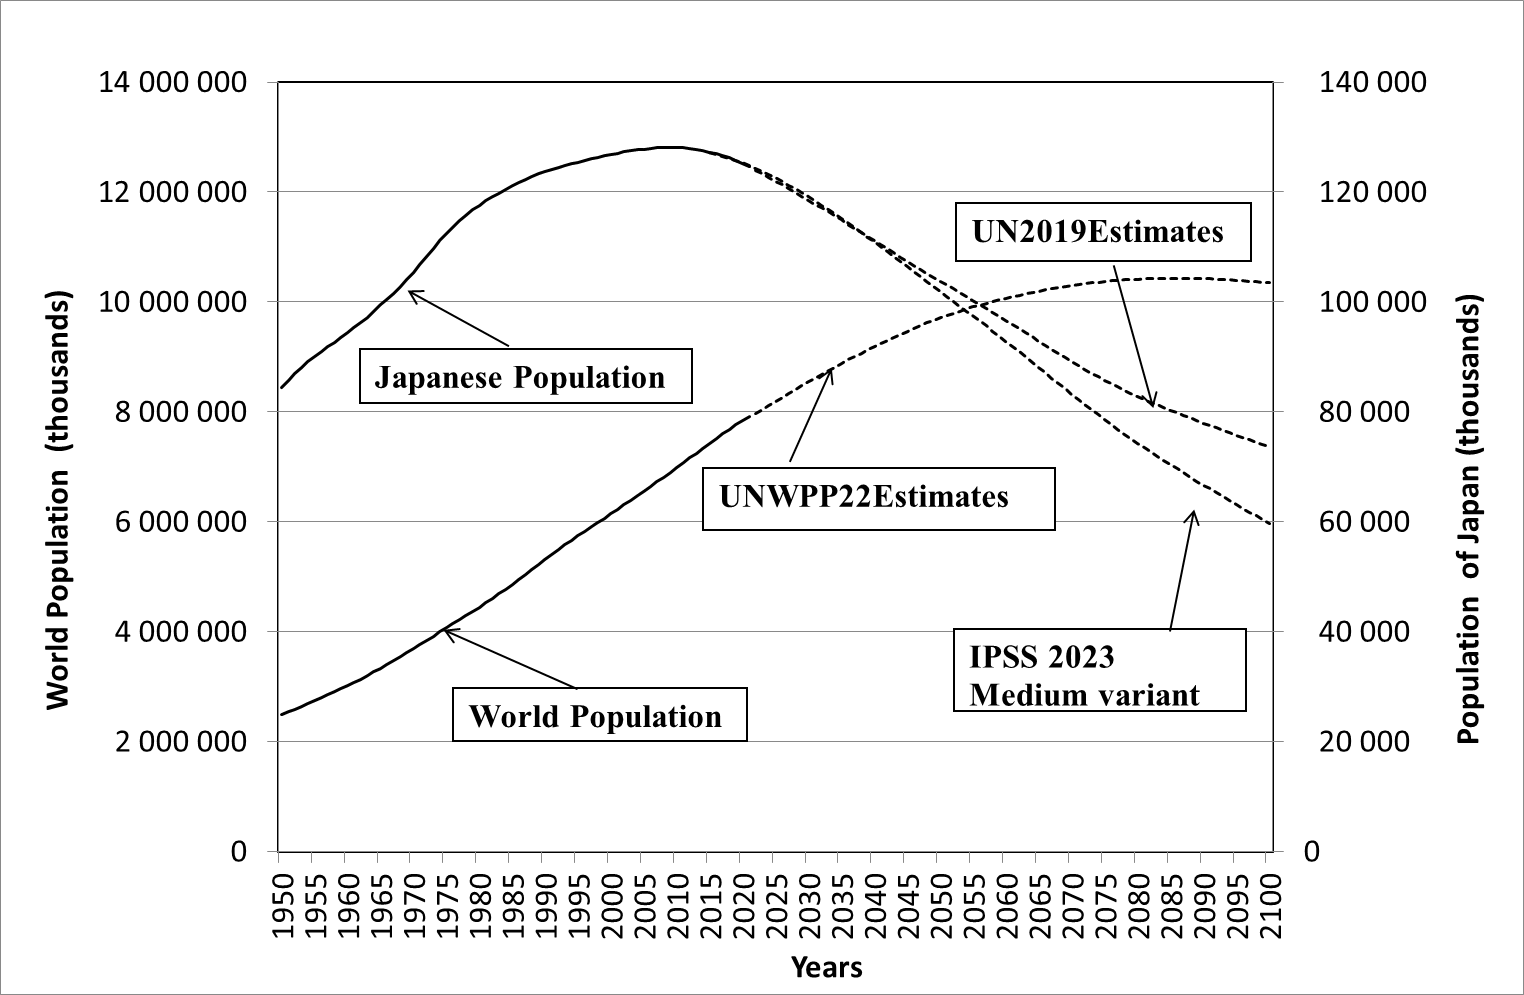 14 000 000
12 000 000
10 000 000
8 000 000
6 000 000
4 000 000
2 000 000
0
World Population (thousands)
140 000
120 000
100 000
80 000
60 000
40 000
20 000
0
Population of Japan (thousands)
UN2019Estimates
Japanese Population
UNWPP22Estimates
IPSS 2023
Medium variant
World Population
1950
1955
1960
1965
1970
1975
1980
1985
1990
1995
2000
2005
2010
2015
2020
2025
2030
2035
2040
2045
2050
2055
2060
2065
2070
2075
2080
2085
2090
2095
2100
Years